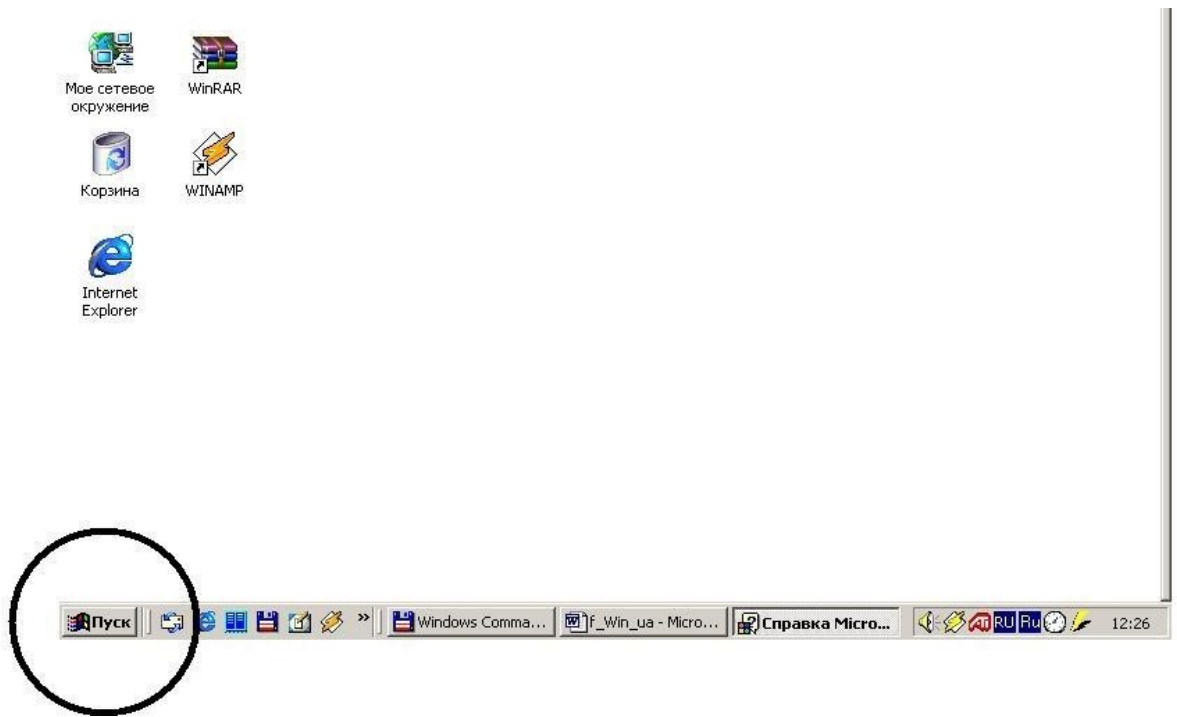 Мое сетевое
окружение
WinRAR
Корзина
WINAMP
Internet
Explorer
Пуск
»
Windows Comma...
f_Win_ua - Micro...
Справка Micro...
RU
Ru
12:26